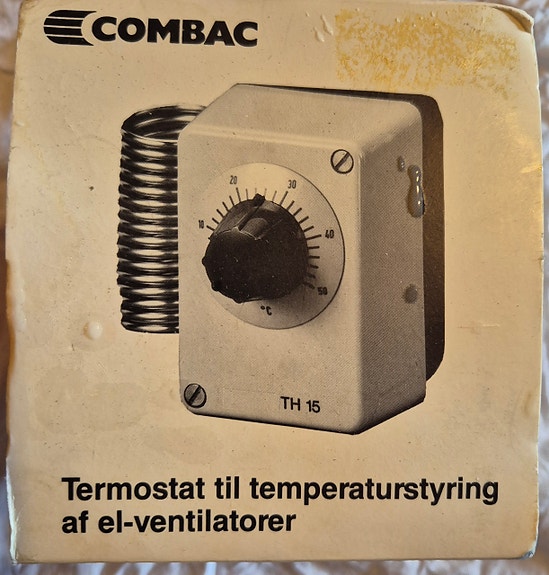 COMBAC
20
30
10
40
50
°C
TH 15
Termostat til temperaturstyring
af el-ventilatorer